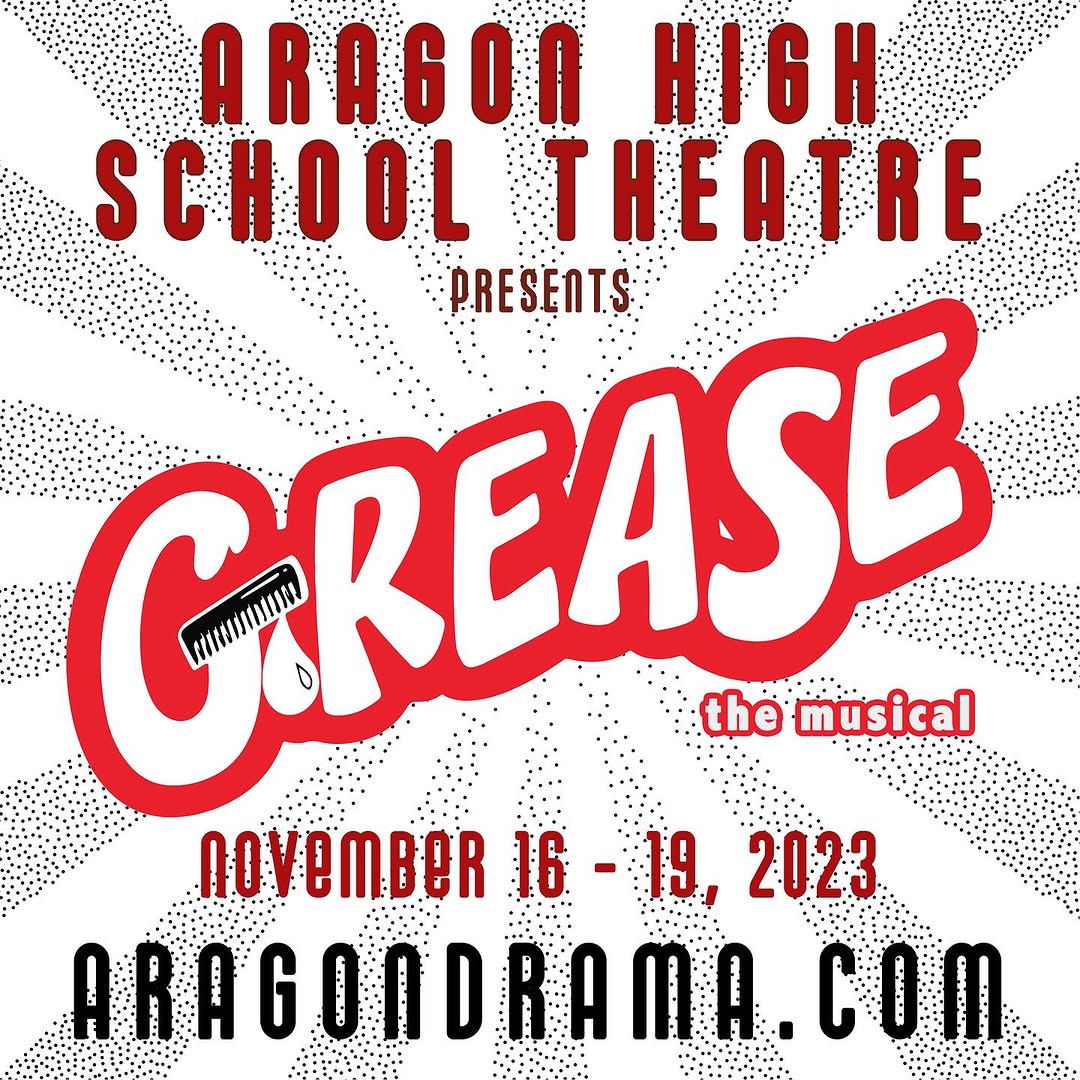 ARAGON HIGH
SCHOOL THEATRE
PRESENTS
GREASE
the musical
NOVEMBER 16 - 19, 2023
ARAGONDRAMA.COM